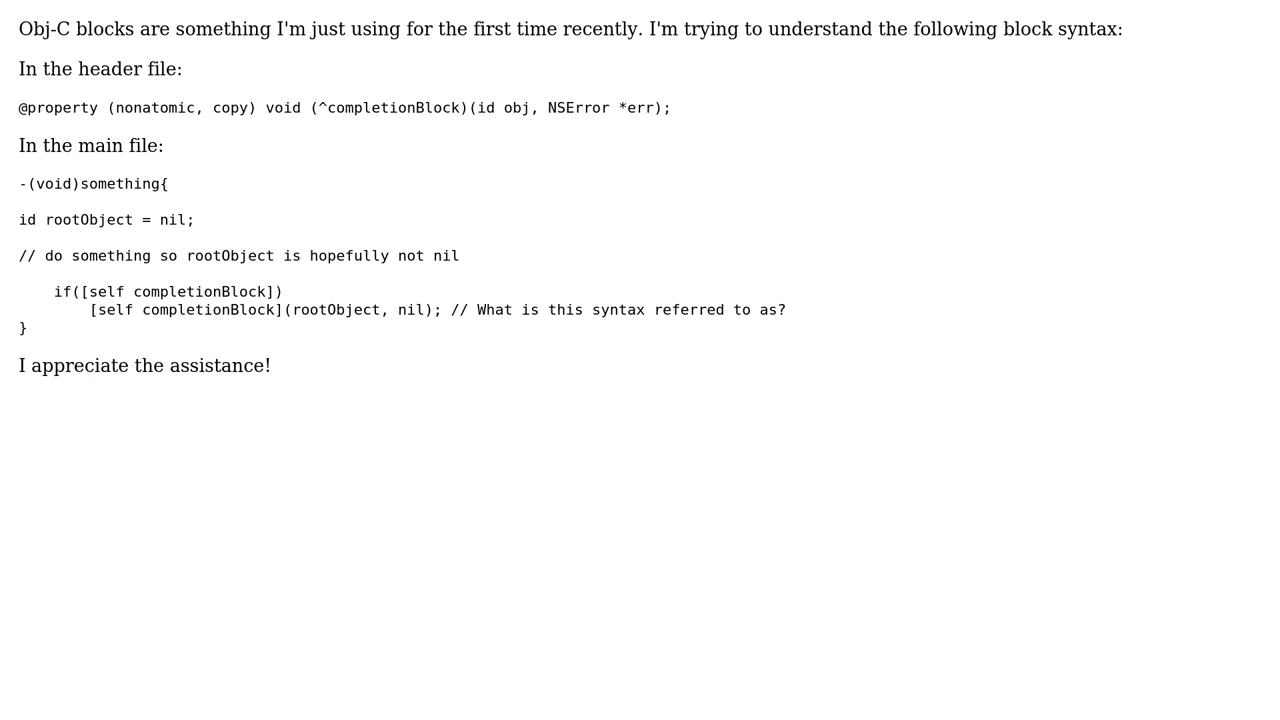 Obj-C blocks are something I'm just using for the first time recently. I'm trying to understand the following block syntax:
In the header file:
@property (nonatomic, copy) void (^completionBlock)(id obj, NSError *err);
In the main file:
-(void)something{
id rootObject = nil;
// do something so rootObject is hopefully not nil
    if([self completionBlock])
        [self completionBlock](rootObject, nil); // What is this syntax referred to as?
}
I appreciate the assistance!